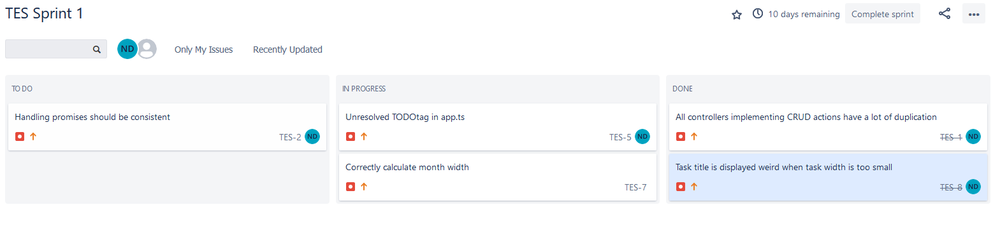 TES Sprint 1
10 days remaining
Complete sprint
ND
Only My Issues
Recently Updated
TO DO
Handling promises should be consistent
TES-2 ND
IN PROGRESS
Unresolved TODOtag in app.ts
TES-5 ND
Correctly calculate month width
TES-7
DONE
All controllers implementing CRUD actions have a lot of duplication
TES-1 ND
Task title is displayed weird when task width is too small
TES-8 ND